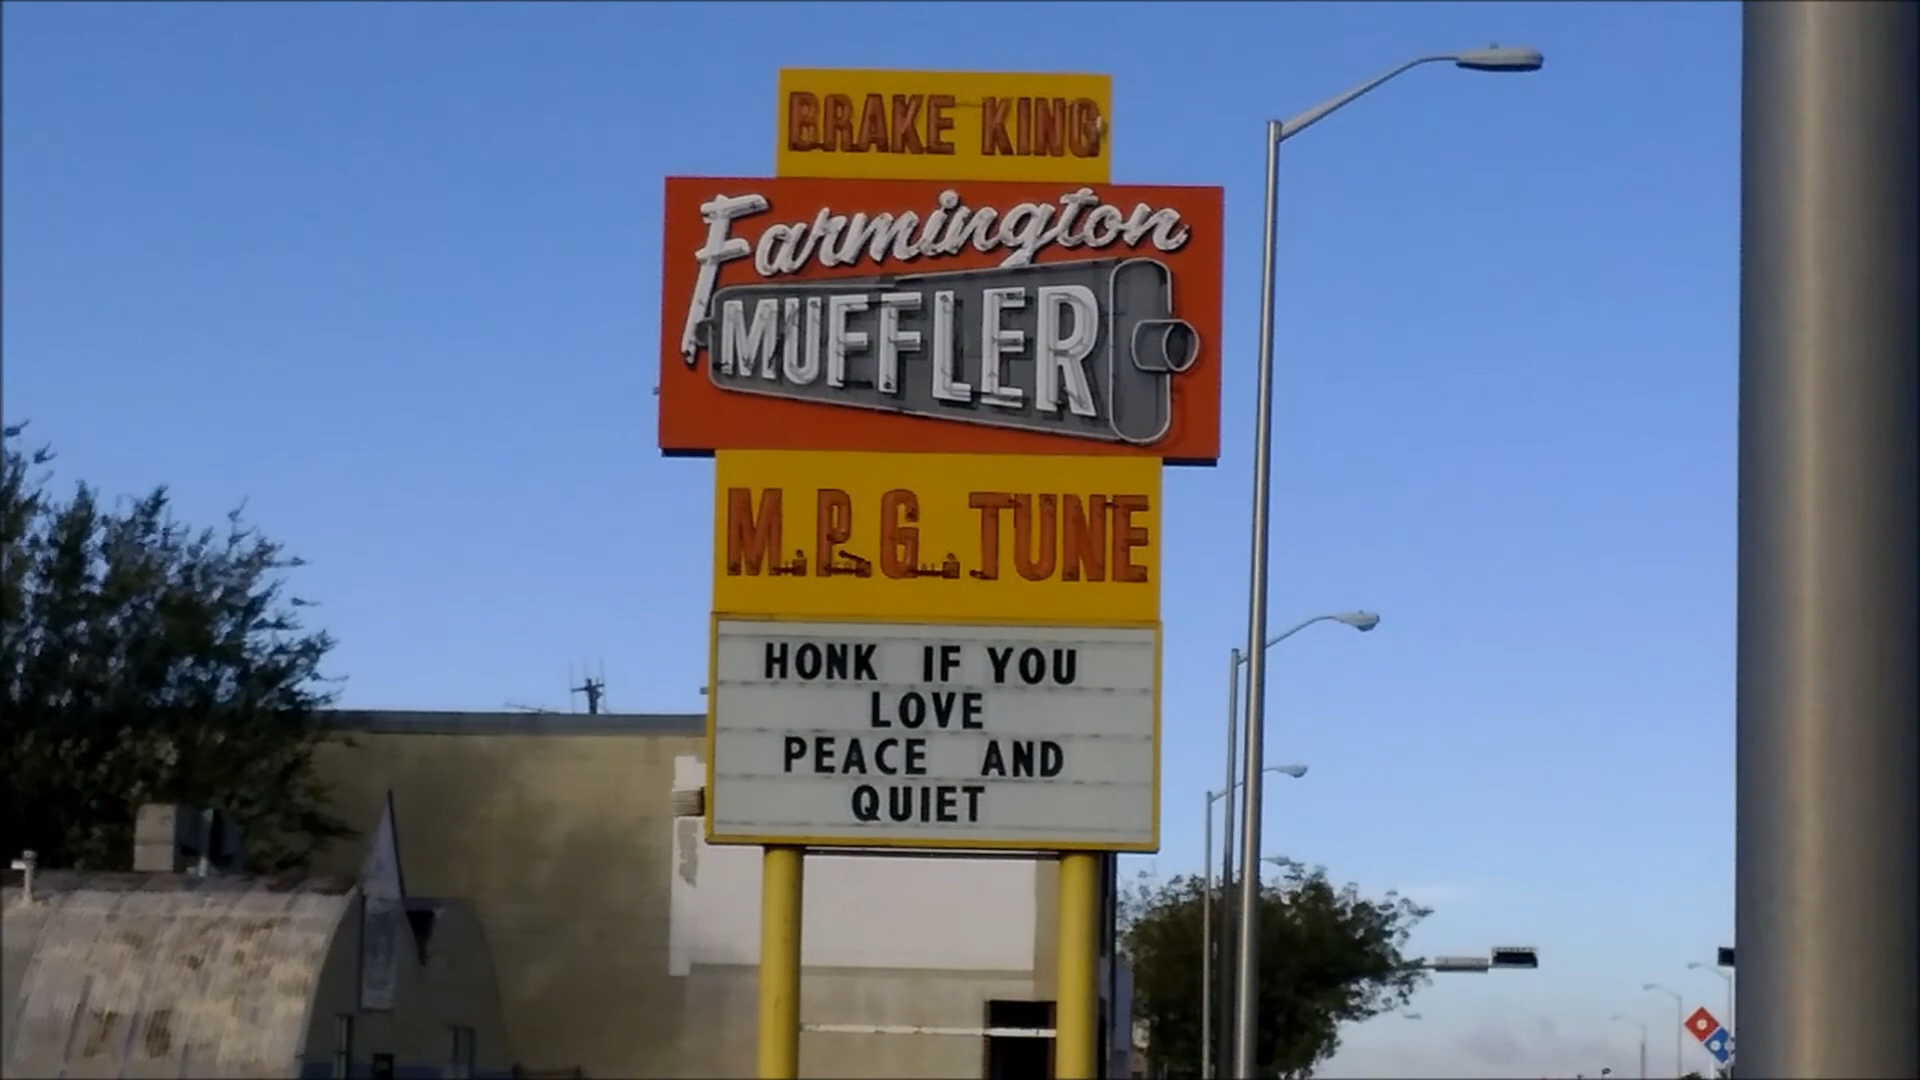 BRAKE KING
Farmington
MUFFLER
M.P.G. TUNE
HONK IF YOU
LOVE
PEACE AND
QUIET